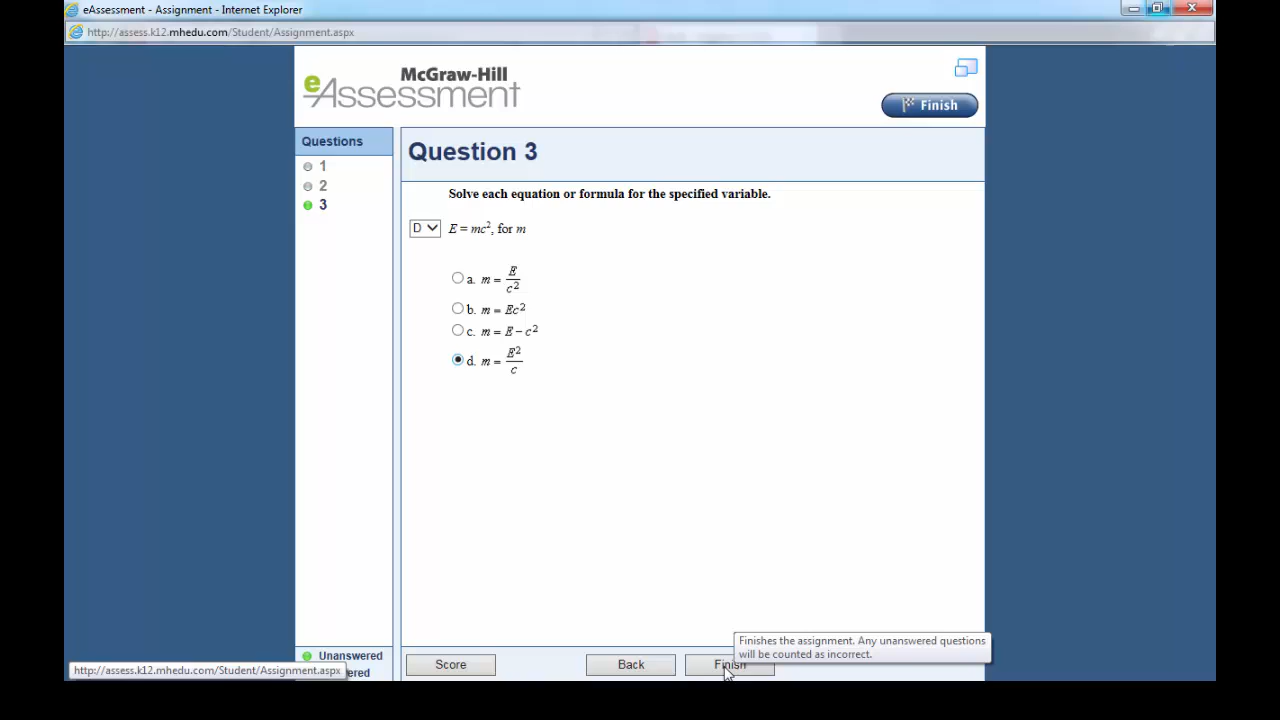 eAssessment - Assignment - Internet Explorer
http://assess.k12.mhedu.com/Student/Assignment.aspx
McGraw-Hill
eAssessment
Finish
Questions
1
2
3
Question 3
Solve each equation or formula for the specified variable.
D E = mc², for m
a. m = E/c²
b. m = Ec²
c. m = E − c²
d. m = E²/c
Finishes the assignment. Any unanswered questions
will be counted as incorrect.
Unanswered
Score
Back
Finish
http://assess.k12.mhedu.com/Student/Assignment.aspx